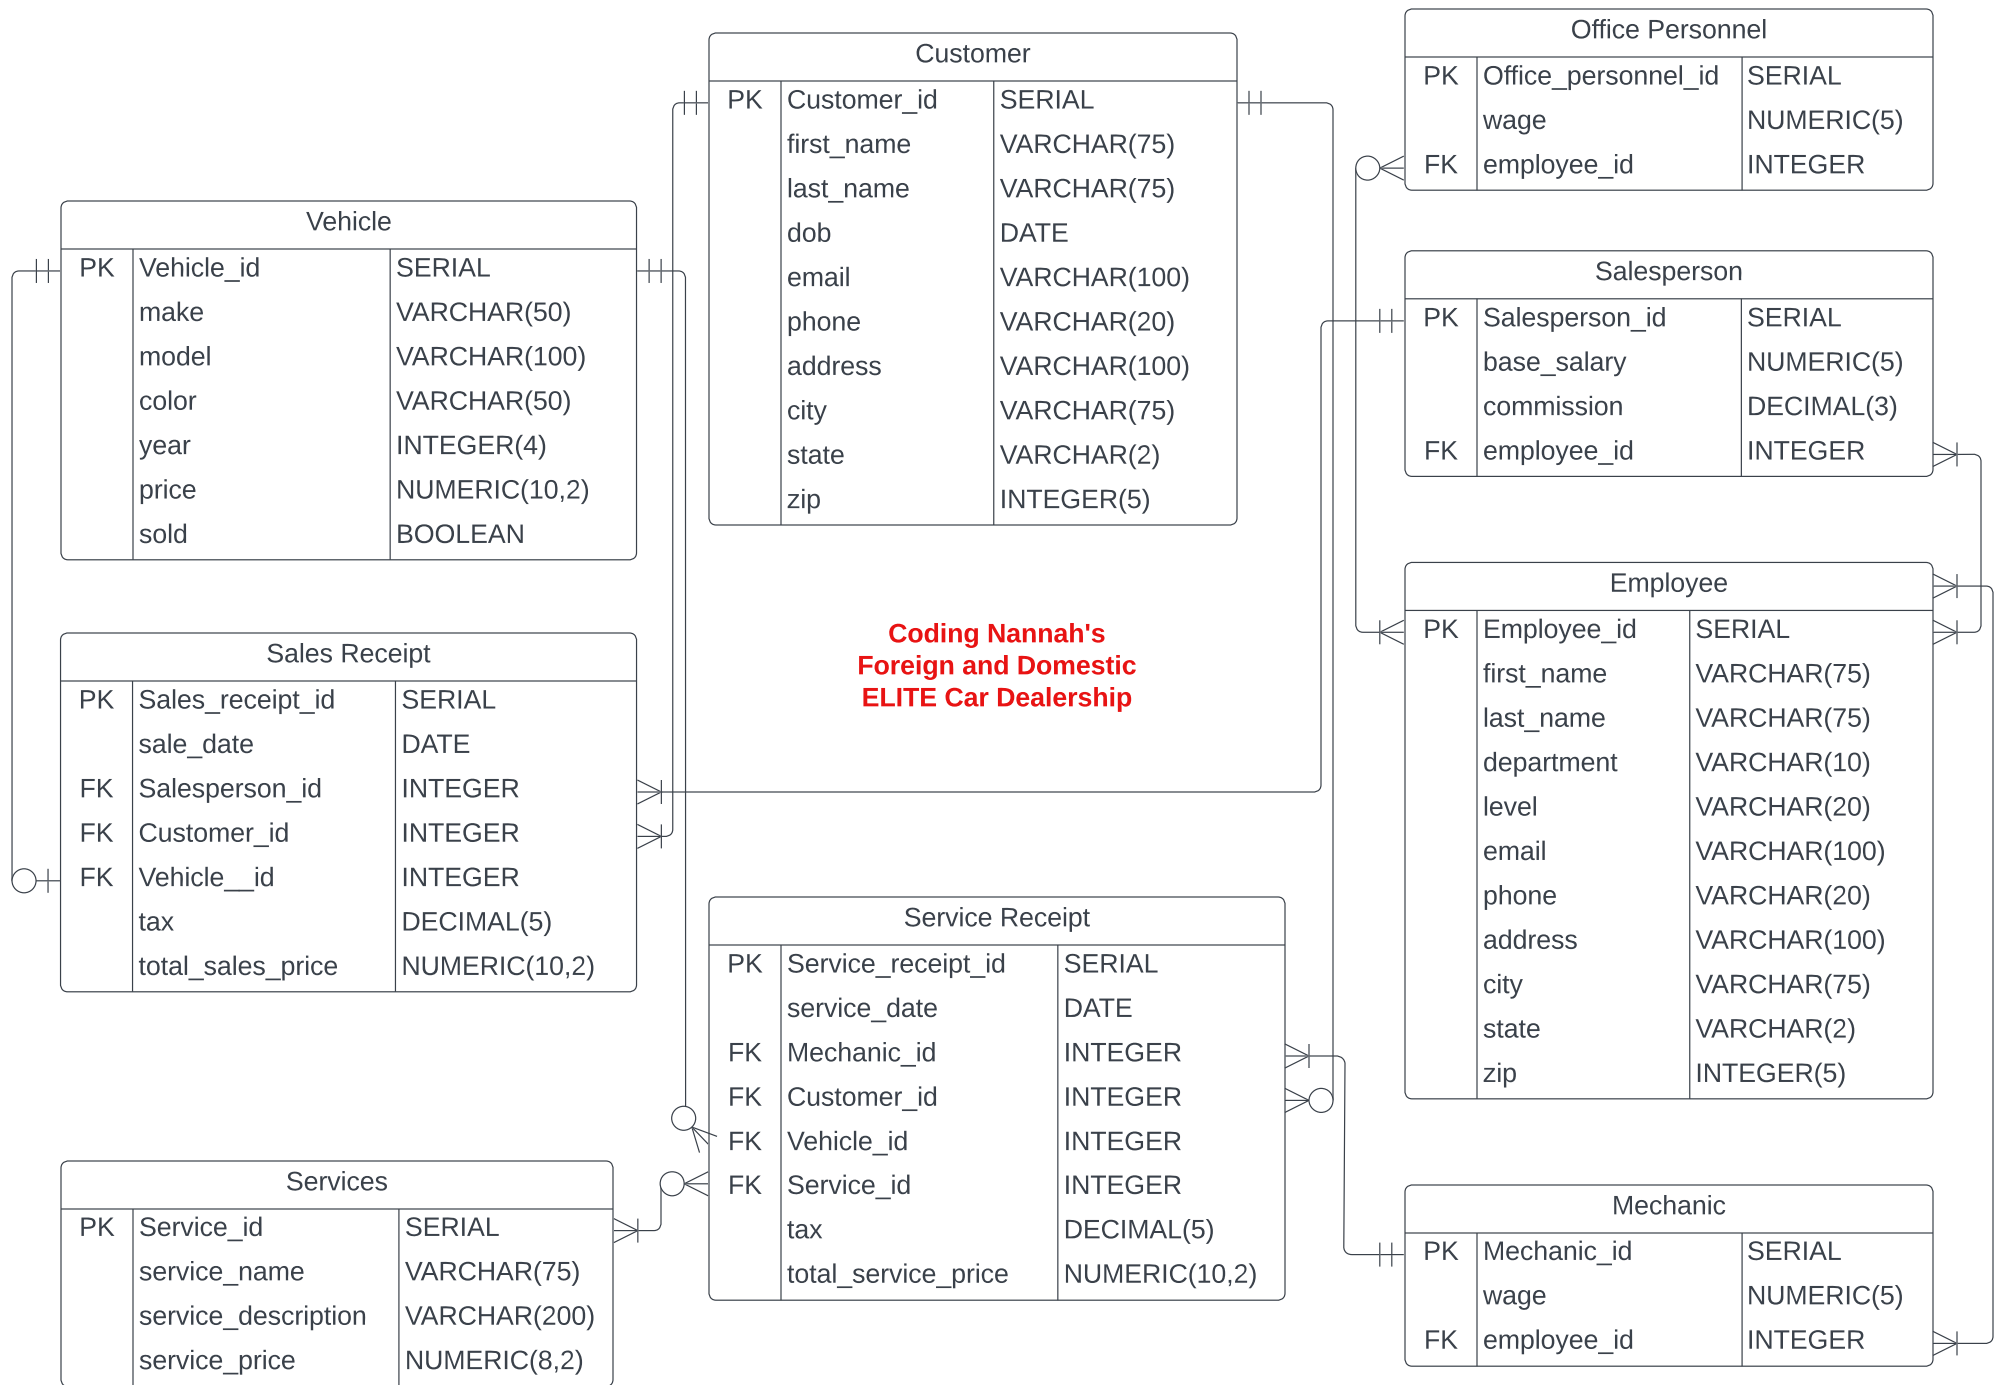 Customer
PK Customer_id SERIAL
first_name VARCHAR(75)
last_name VARCHAR(75)
dob DATE
email VARCHAR(100)
phone VARCHAR(20)
address VARCHAR(100)
city VARCHAR(75)
state VARCHAR(2)
zip INTEGER(5)
Office Personnel
PK Office_personnel_id SERIAL
wage NUMERIC(5)
FK employee_id INTEGER
Vehicle
PK Vehicle_id SERIAL
make VARCHAR(50)
model VARCHAR(100)
color VARCHAR(50)
year INTEGER(4)
price NUMERIC(10,2)
sold BOOLEAN
Salesperson
PK Salesperson_id SERIAL
base_salary NUMERIC(5)
commission DECIMAL(3)
FK employee_id INTEGER
Coding Nannah's
Foreign and Domestic
ELITE Car Dealership
Employee
PK Employee_id SERIAL
first_name VARCHAR(75)
last_name VARCHAR(75)
department VARCHAR(10)
level VARCHAR(20)
email VARCHAR(100)
phone VARCHAR(20)
address VARCHAR(100)
city VARCHAR(75)
state VARCHAR(2)
zip INTEGER(5)
Sales Receipt
PK Sales_receipt_id SERIAL
sale_date DATE
FK Salesperson_id INTEGER
FK Customer_id INTEGER
FK Vehicle__id INTEGER
tax DECIMAL(5)
total_sales_price NUMERIC(10,2)
Service Receipt
PK Service_receipt_id SERIAL
service_date DATE
FK Mechanic_id INTEGER
FK Customer_id INTEGER
FK Vehicle_id INTEGER
FK Service_id INTEGER
tax DECIMAL(5)
total_service_price NUMERIC(10,2)
Services
PK Service_id SERIAL
service_name VARCHAR(75)
service_description VARCHAR(200)
service_price NUMERIC(8,2)
Mechanic
PK Mechanic_id SERIAL
wage NUMERIC(5)
FK employee_id INTEGER